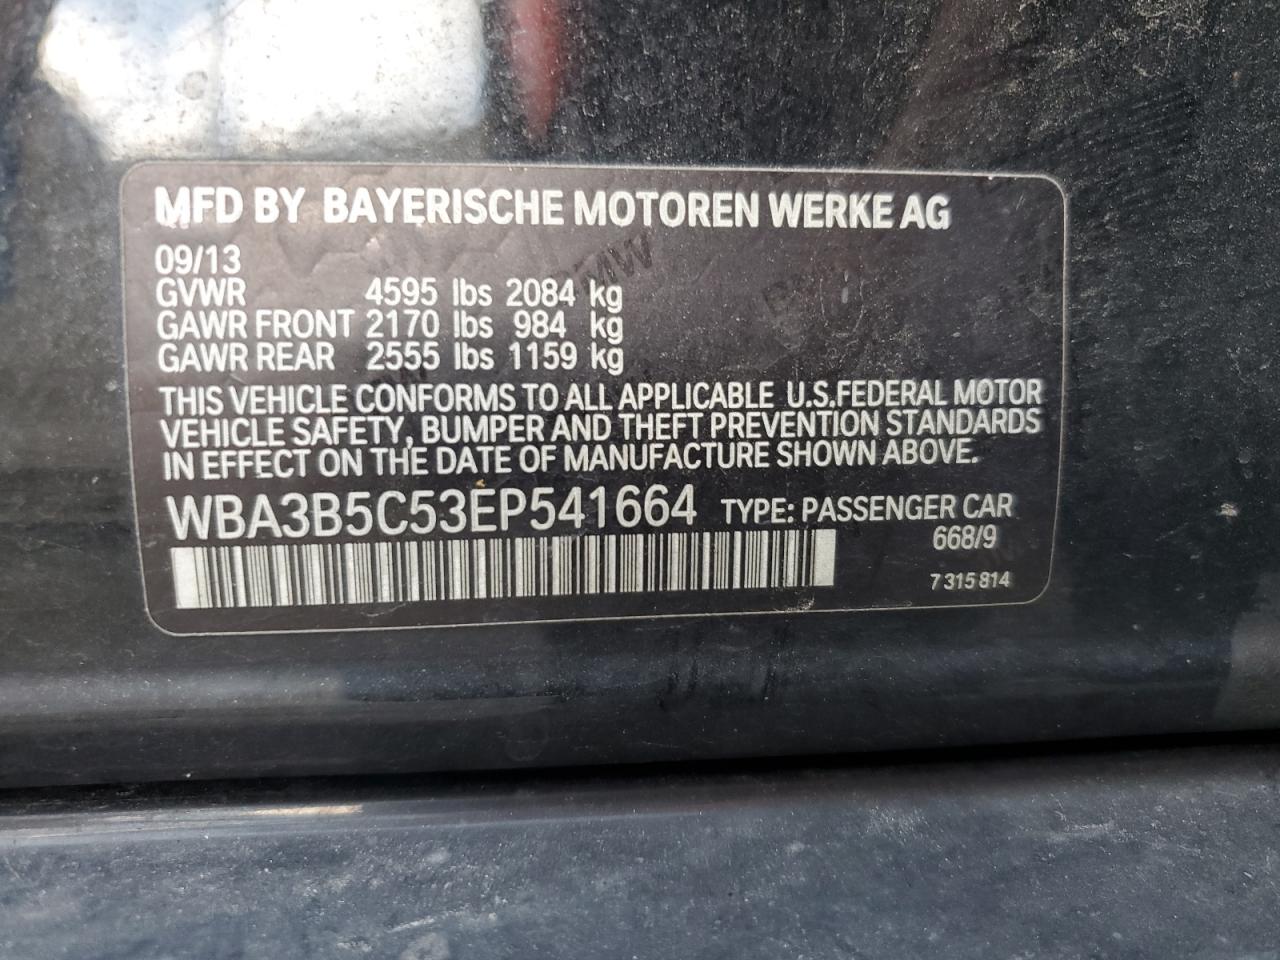 MFD BY BAYERISCHE MOTOREN WERKE AG
09/13
GVWR 4595 lbs 2084 kg
GAWR FRONT 2170 lbs 984 kg
GAWR REAR 2555 lbs 1159 kg
THIS VEHICLE CONFORMS TO ALL APPLICABLE U.S.FEDERAL MOTOR
VEHICLE SAFETY, BUMPER AND THEFT PREVENTION STANDARDS
IN EFFECT ON THE DATE OF MANUFACTURE SHOWN ABOVE.
WBA3B5C53EP541664 TYPE: PASSENGER CAR
668/9
7 315 814